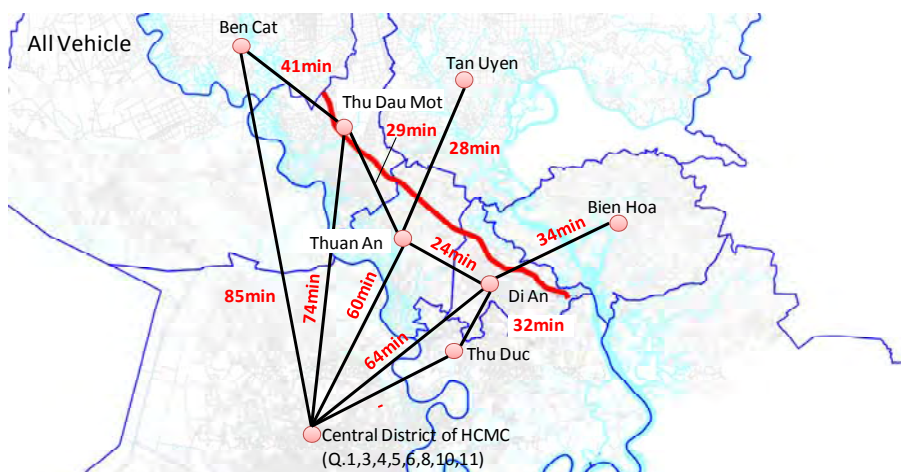 All Vehicle
Ben Cat
Tan Uyen
41min
Thu Dau Mot
29min
28min
Bien Hoa
34min
Thuan An
24min
Di An
85min
74min
60min
64min
32min
Thu Duc
-
Central District of HCMC
(Q.1,3,4,5,6,8,10,11)